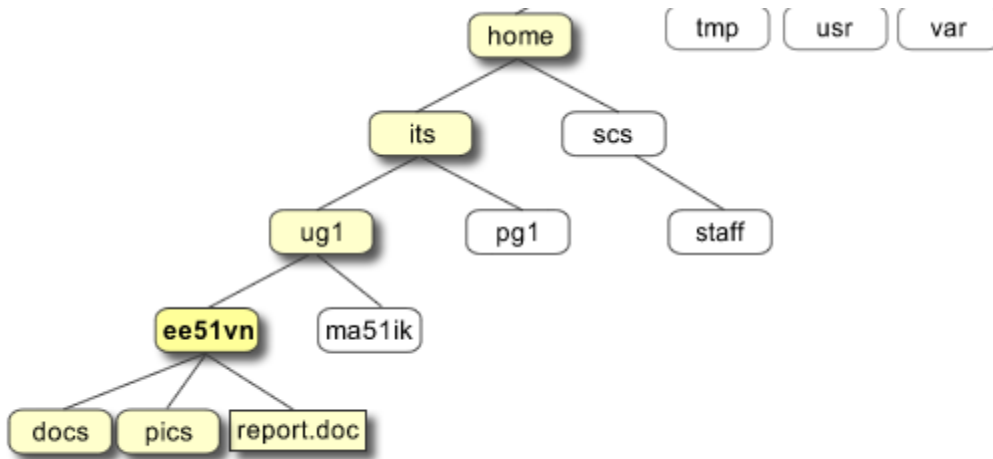 home
tmp
usr
var
its
scs
ug1
pg1
staff
ee51vn
ma51ik
docs
pics
report.doc